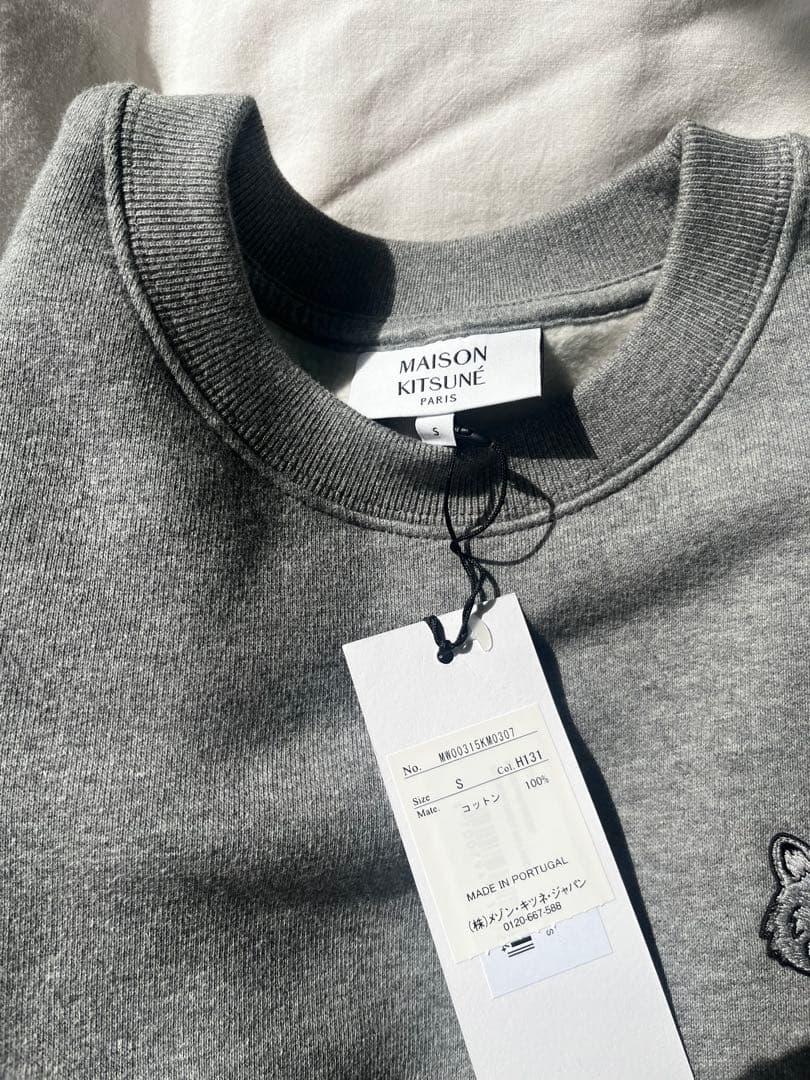 MAISON
KITSUNÉ
PARIS
S
No. MW00315KM0307
Size S Col. H131
Mate. コットン 100%
MADE IN PORTUGAL
(株)メゾン・キツネ・ジャパン
0120-667-588